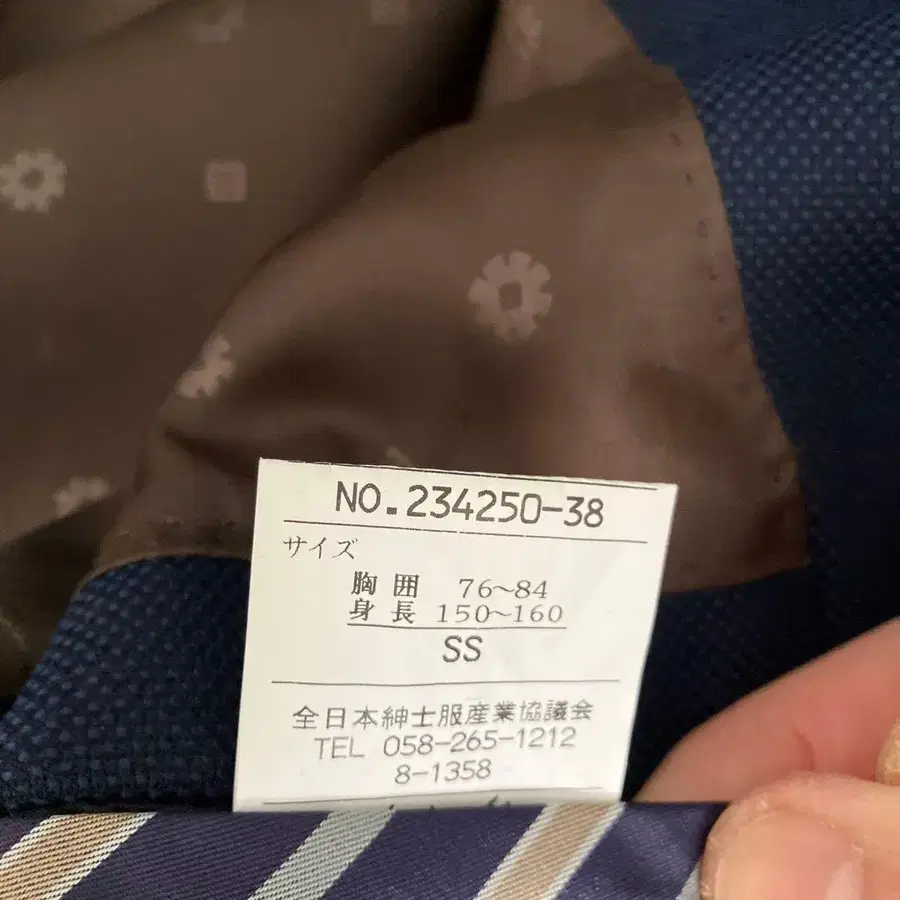 NO.234250-38
サイズ
胸囲 76~84
身長 150~160
SS
全日本紳士服産業協議会
TEL 058-265-1212
8-1358